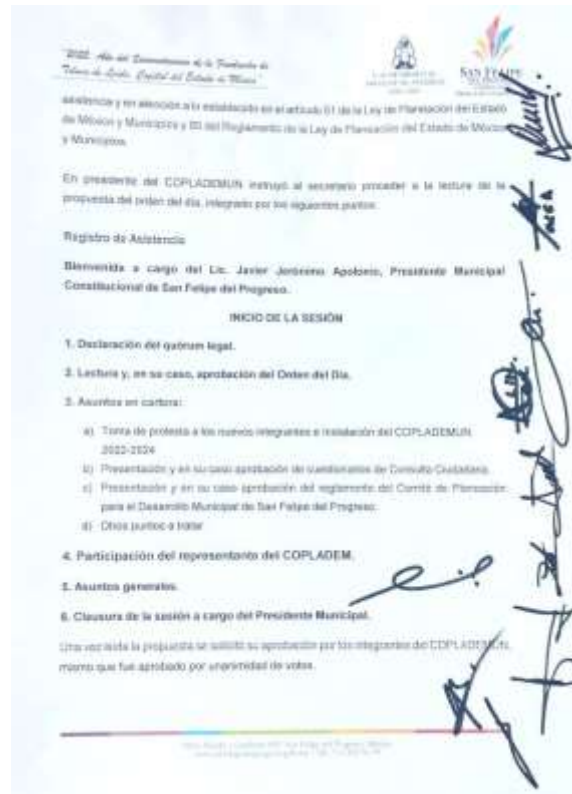 "2022. Año del Quincentenario de la Fundación de
Toluca de Lerdo, Capital del Estado de México"
SAN FELIPE
asistencia y en atención a lo establecido en el artículo 51 de la Ley de Planeación del Estado
de México y Municipios y 85 del Reglamento de la Ley de Planeación del Estado de México
y Municipios.
En presidente del COPLADEMUN instruyó al secretario proceder a la lectura de la
propuesta del orden del día, integrado por los siguientes puntos:
Registro de Asistencia
Bienvenida a cargo del Lic. Javier Jerónimo Apolonio, Presidente Municipal
Constitucional de San Felipe del Progreso.
INICIO DE LA SESIÓN
1. Declaración del quórum legal.
2. Lectura y, en su caso, aprobación del Orden del Día.
3. Asuntos en cartera:
a) Toma de protesta a los nuevos integrantes e instalación del COPLADEMUN
2022-2024
b) Presentación y en su caso aprobación de cuestionarios de Consulta Ciudadana.
c) Presentación y en su caso aprobación del reglamento del Comité de Planeación
para el Desarrollo Municipal de San Felipe del Progreso.
d) Otros puntos a tratar
4. Participación del representante del COPLADEM.
5. Asuntos generales.
6. Clausura de la sesión a cargo del Presidente Municipal.
Una vez leída la propuesta se solicitó su aprobación por los integrantes del COPLADEMUN,
mismo que fue aprobado por unanimidad de votos.